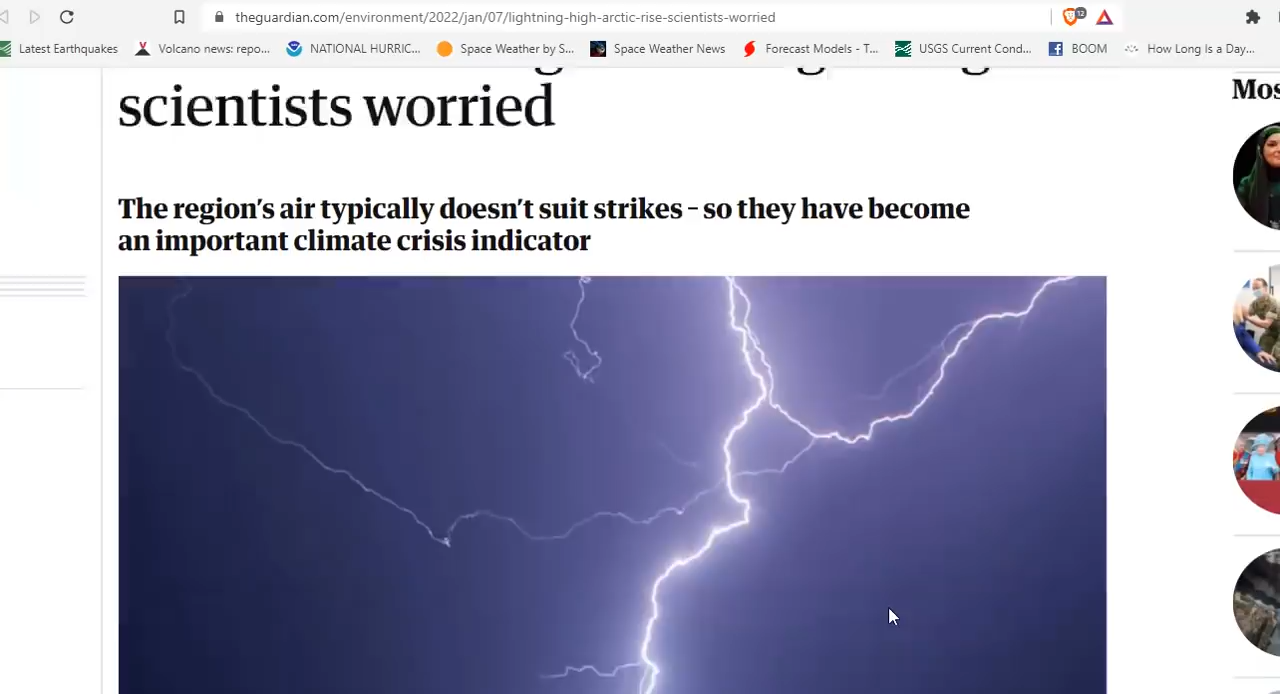 theguardian.com/environment/2022/jan/07/lightning-high-arctic-rise-scientists-worried
12
Latest Earthquakes
Volcano news: repo...
NATIONAL HURRIC...
Space Weather by S...
Space Weather News
Forecast Models - T...
USGS Current Cond...
BOOM
How Long Is a Day...
scientists worried
Mos
The region's air typically doesn't suit strikes – so they have become
an important climate crisis indicator